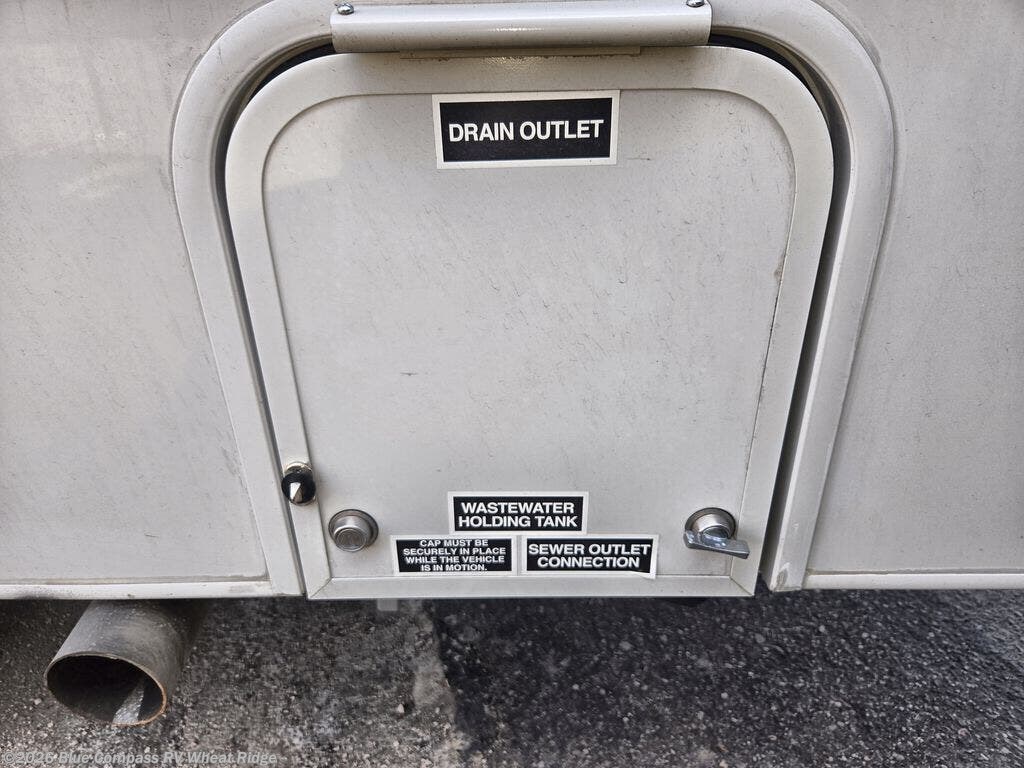 DRAIN OUTLET
WASTEWATER
HOLDING TANK
CAP MUST BE
SECURELY IN PLACE
WHILE THE VEHICLE
IS IN MOTION.
SEWER OUTLET
CONNECTION
©2026 Blue Compass RV Wheat Ridge